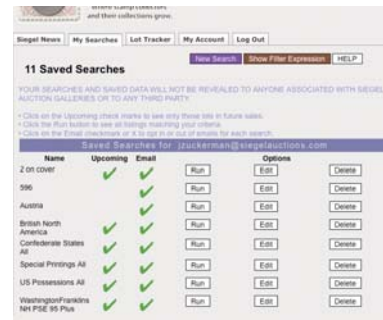 where stamp collectors
and their collections grow.
Siegel News My Searches Lot Tracker My Account Log Out
New Search Show Filter Expression HELP
11 Saved Searches
YOUR SEARCHES AND SAVED DATA WILL NOT BE REVEALED TO ANYONE ASSOCIATED WITH SIEGEL
AUCTION GALLERIES OR TO ANY THIRD PARTY.
• Click on the Upcoming check marks to see only those lots in future sales.
• Click the Run button to see all listings matching your criteria.
• Click on the Email checkmark or X to opt in or out of emails for each search.
Saved Searches for jzuckerman@siegelauctions.com
Name Upcoming Email Options
2 on cover Run Edit Delete
596 Run Edit Delete
Austria Run Edit Delete
British North
America Run Edit Delete
Confederate States
All Run Edit Delete
Special Printings All Run Edit Delete
US Possessions All Run Edit Delete
WashingtonFranklins
NH PSE 95 Plus Run Edit Delete